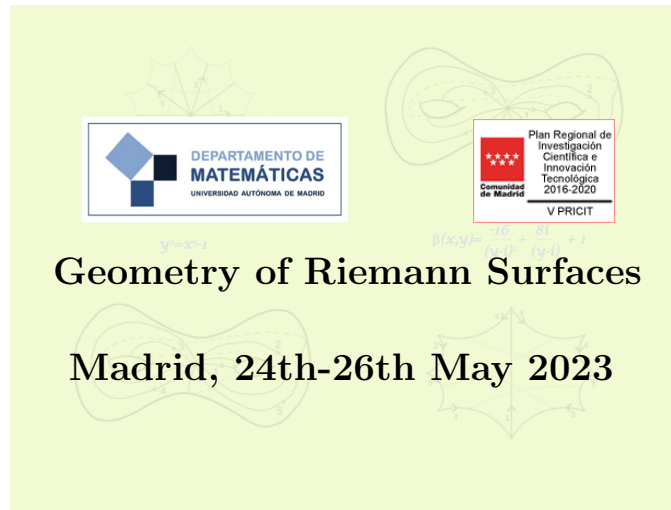 DEPARTAMENTO DE
MATEMÁTICAS
UNIVERSIDAD AUTÓNOMA DE MADRID
Plan Regional de
Investigación
Científica e
Innovación
Tecnológica
2016-2020
V PRICIT
Comunidad
de Madrid
Geometry of Riemann Surfaces
Madrid, 24th-26th May 2023